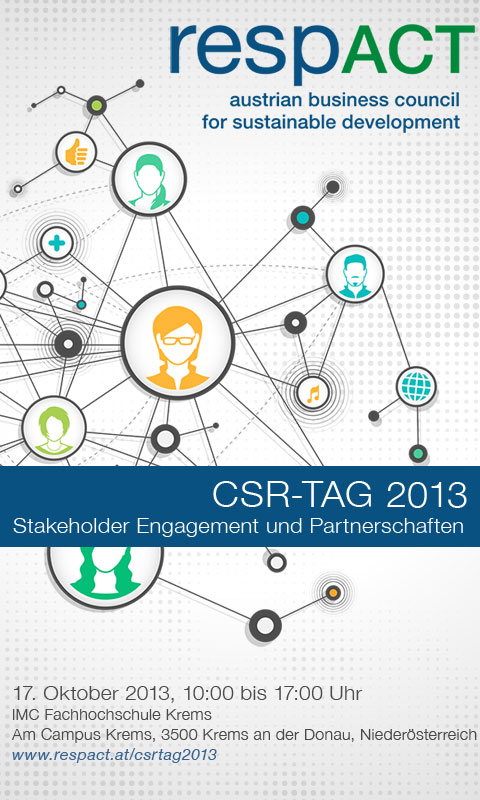 respACT
austrian business council
for sustainable development
CSR-TAG 2013
Stakeholder Engagement und Partnerschaften
17. Oktober 2013, 10:00 bis 17:00 Uhr
IMC Fachhochschule Krems
Am Campus Krems, 3500 Krems an der Donau, Niederösterreich
www.respact.at/csrtag2013